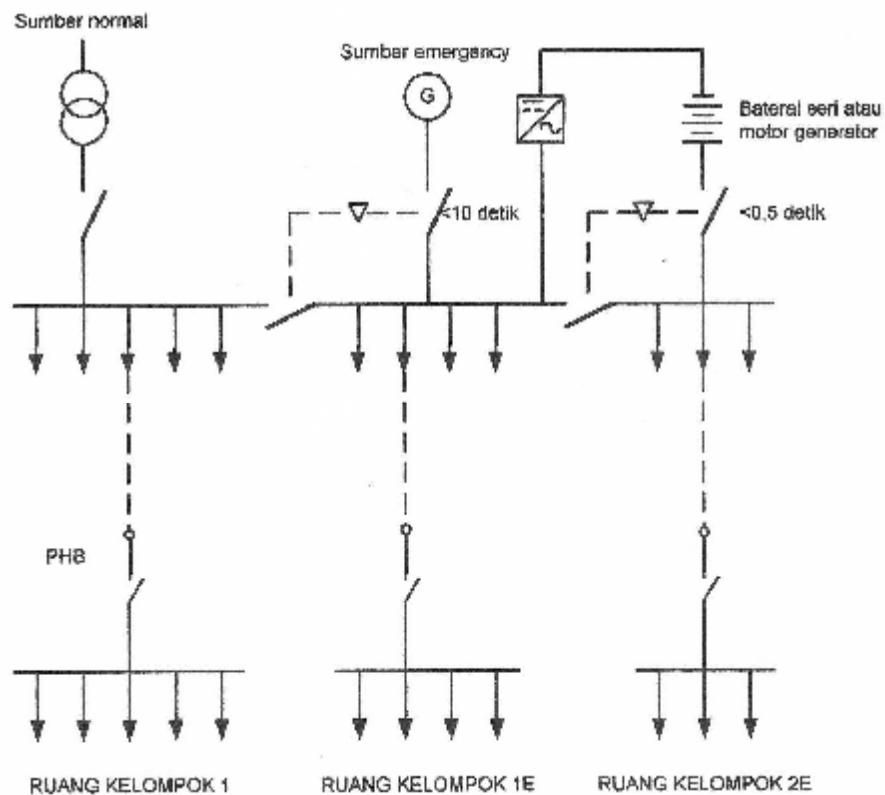 Sumber normal
Sumber emergancy
G
Baterai seri atau
motor generator
<10 detik
<0,5 detik
PHB
RUANG KELOMPOK 1
RUANG KELOMPOK 1E
RUANG KELOMPOK 2E